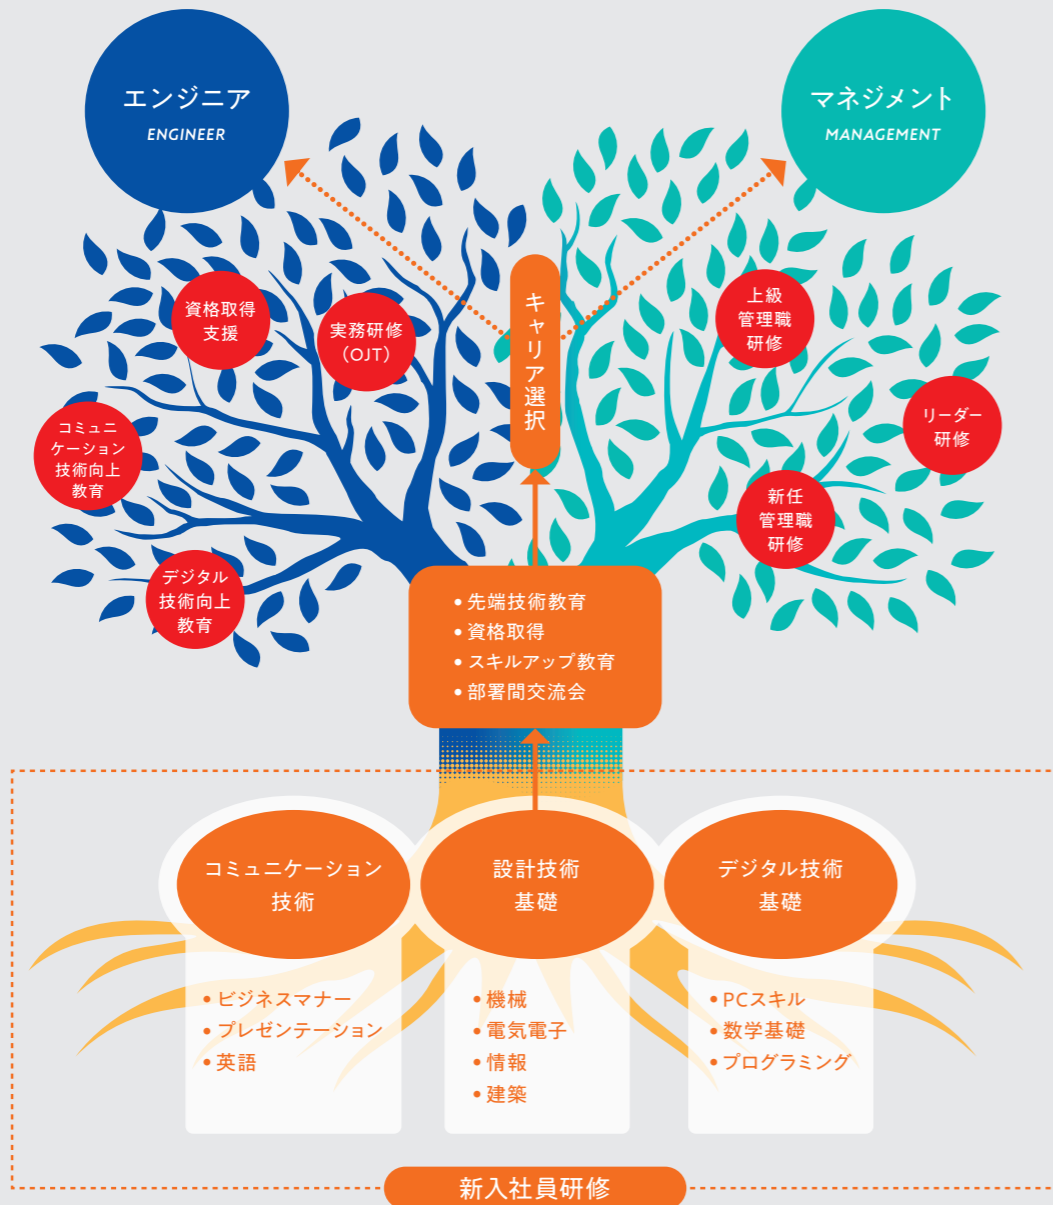 エンジニア
ENGINEER
マネジメント
MANAGEMENT
キャリア選択
資格取得
支援
実務研修
（OJT）
コミュニ
ケーション
技術向上
教育
デジタル
技術向上
教育
上級
管理職
研修
リーダー
研修
新任
管理職
研修
• 先端技術教育
• 資格取得
• スキルアップ教育
• 部署間交流会
コミュニケーション
技術
• ビジネスマナー
• プレゼンテーション
• 英語
設計技術
基礎
• 機械
• 電気電子
• 情報
• 建築
デジタル技術
基礎
• PCスキル
• 数学基礎
• プログラミング
新入社員研修